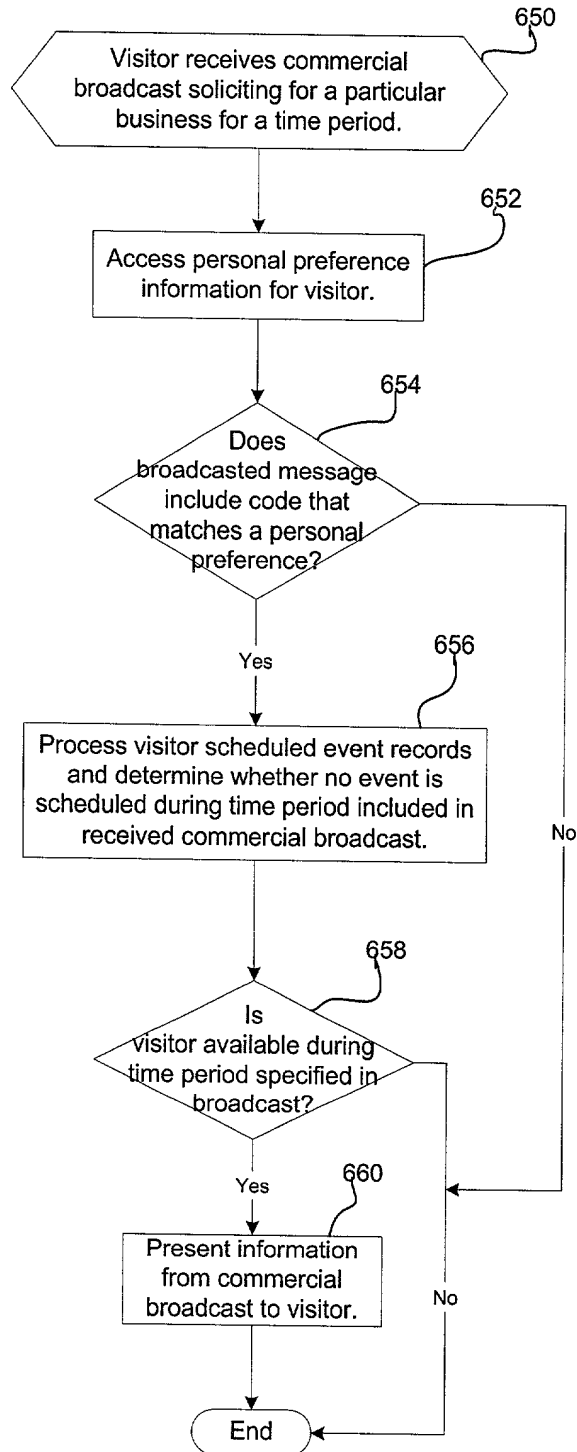 650
Visitor receives commercial
broadcast soliciting for a particular
business for a time period.
652
Access personal preference
information for visitor.
654
Does
broadcasted message
include code that
matches a personal
preference?
Yes
656
Process visitor scheduled event records
and determine whether no event is
scheduled during time period included in
received commercial broadcast.
No
658
Is
visitor available during
time period specified in
broadcast?
Yes
660
Present information
from commercial
broadcast to visitor.
No
End